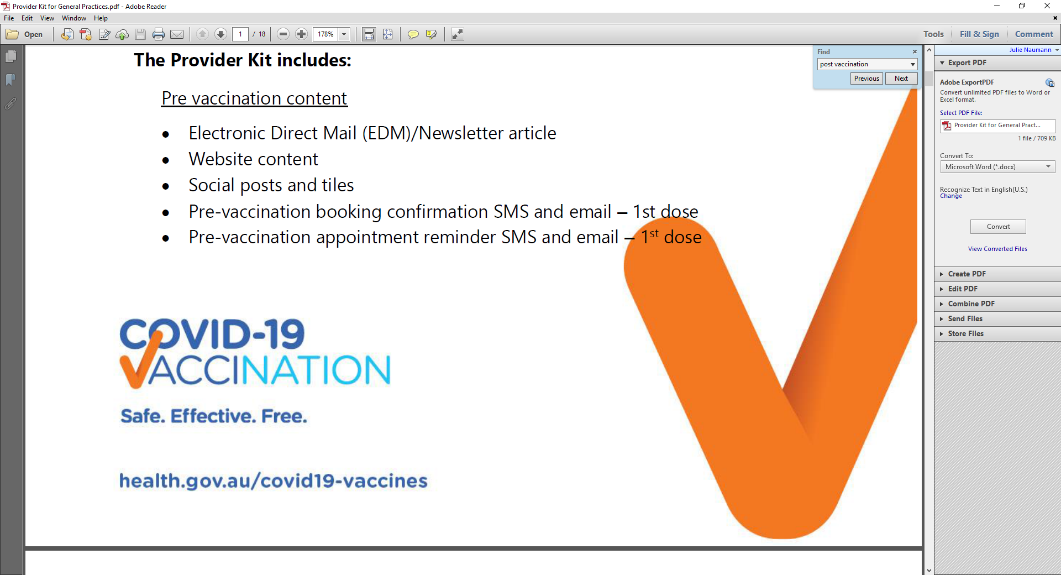 Provider Kit for General Practices.pdf - Adobe Reader
File Edit View Window Help
Open 1 / 18 178% Tools Fill & Sign Comment
Julie Naumann
The Provider Kit includes:
Pre vaccination content
• Electronic Direct Mail (EDM)/Newsletter article
• Website content
• Social posts and tiles
• Pre-vaccination booking confirmation SMS and email – 1st dose
• Pre-vaccination appointment reminder SMS and email – 1st dose
COVID-19
VACCINATION
Safe. Effective. Free.
health.gov.au/covid19-vaccines
Find
post vaccination
Previous Next
Export PDF
Adobe ExportPDF
Convert unlimited PDF files to Word or
Excel format.
Select PDF File:
Provider Kit for General Pract...
1 file / 709 KB
Convert To:
Microsoft Word (*.docx)
Recognize Text in English(U.S.)
Change
Convert
View Converted Files
Create PDF
Edit PDF
Combine PDF
Send Files
Store Files